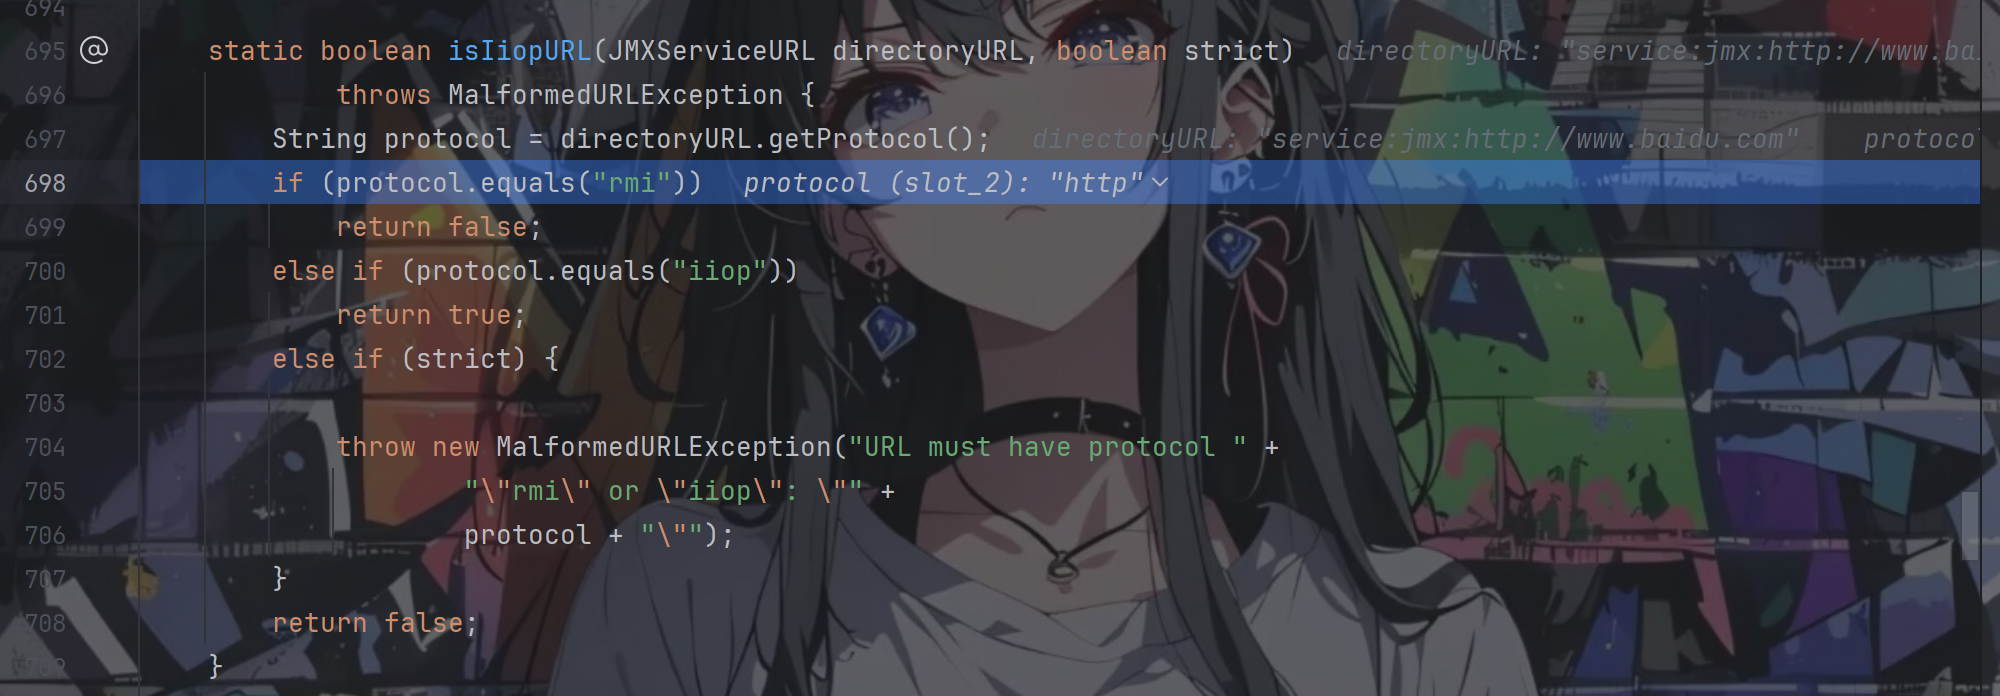 694
695 @ static boolean isIiopURL(JMXServiceURL directoryURL, boolean strict) directoryURL: "service:jmx:http://www.ba
696 throws MalformedURLException {
697 String protocol = directoryURL.getProtocol(); directoryURL: "service:jmx:http://www.baidu.com" protoco
698 if (protocol.equals("rmi")) protocol (slot_2): "http"
699 return false;
700 else if (protocol.equals("iiop"))
701 return true;
702 else if (strict) {
703
704 throw new MalformedURLException("URL must have protocol " +
705 "\"rmi\" or \"iiop\": \"" +
706 protocol + "\"");
707 }
708 return false;
709 }